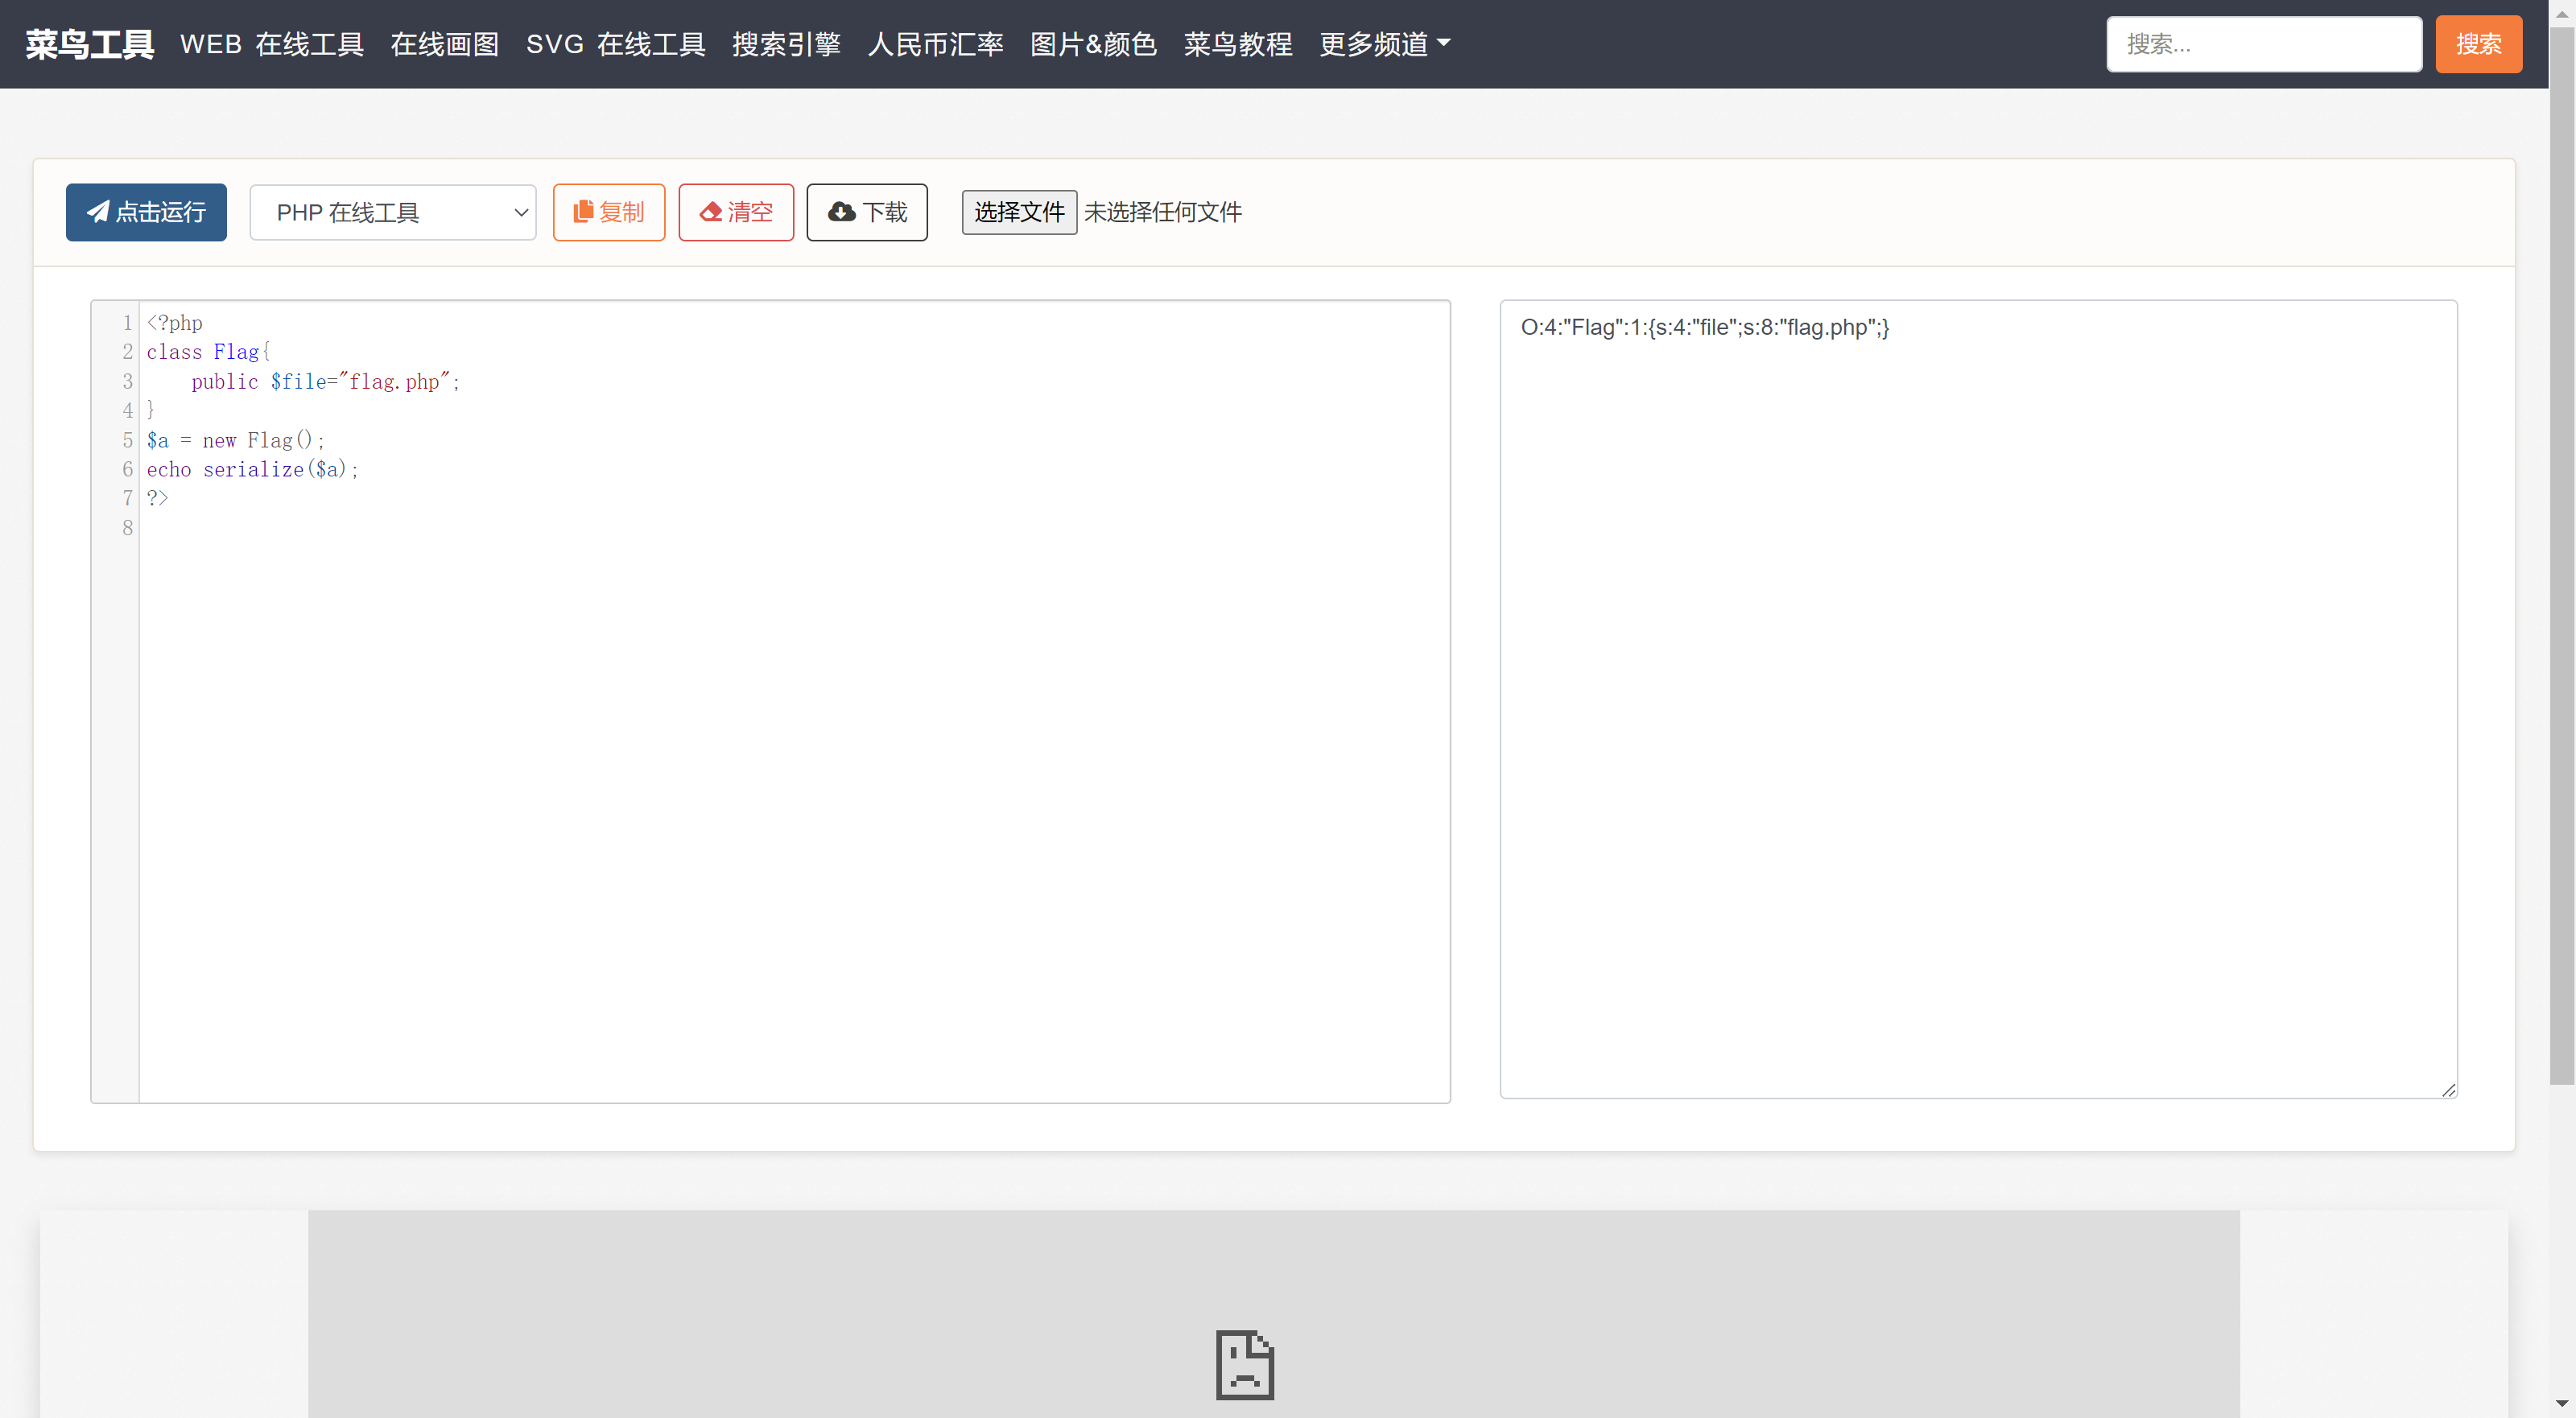 菜鸟工具 WEB 在线工具 在线画图 SVG 在线工具 搜索引擎 人民币汇率 图片&颜色 菜鸟教程 更多频道 搜索... 搜索
点击运行 PHP 在线工具 复制 清空 下载 选择文件 未选择任何文件
1 <?php
2 class Flag{
3     public $file="flag.php";
4 }
5 $a = new Flag();
6 echo serialize($a);
7 ?>
8
O:4:"Flag":1:{s:4:"file";s:8:"flag.php";}